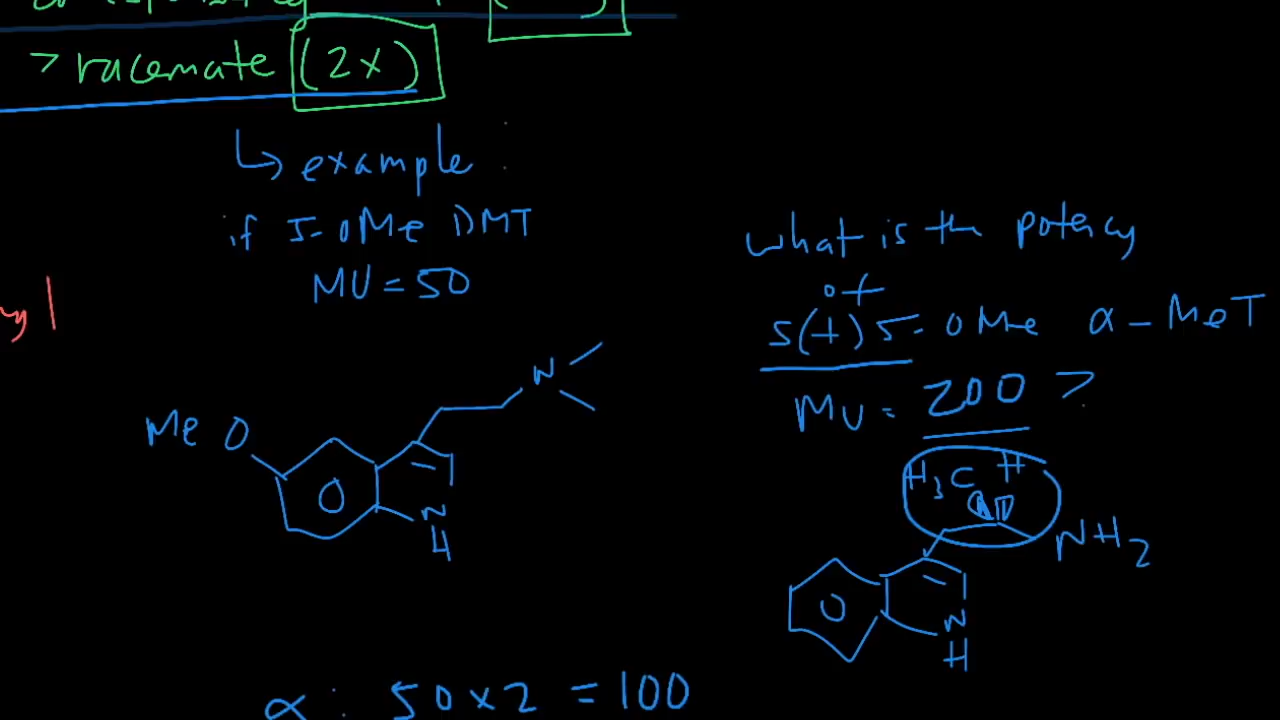 > racemate (2x)
↳ example :
if 5-OMe DMT
MU = 50
what is the potency
of
S(+) 5-OMe α-MeT
MU = 200 >
MeO
N
N
H
H3C H
NH2
N
H
α : 50 x 2 = 100